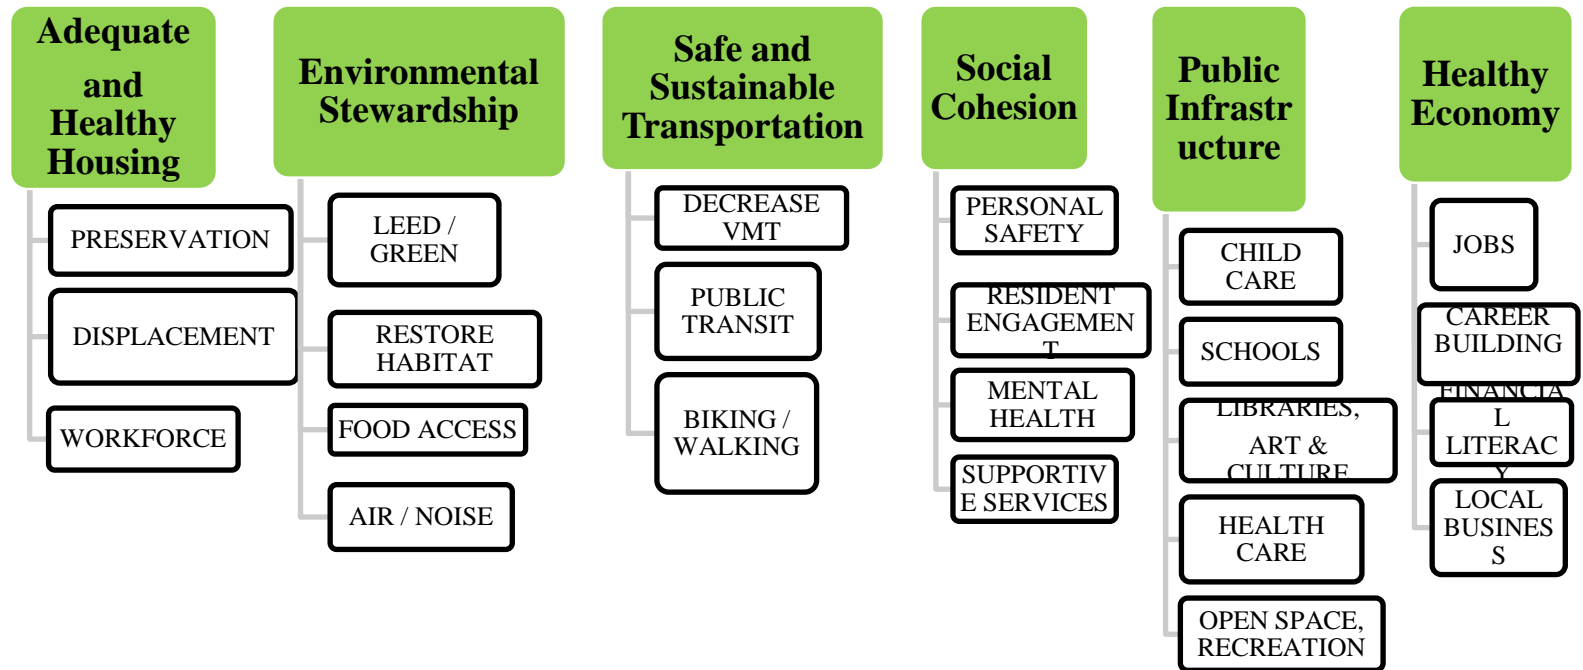 Adequate
and
Healthy
Housing
PRESERVATION
DISPLACEMENT
WORKFORCE
Environmental
Stewardship
LEED /
GREEN
RESTORE
HABITAT
FOOD ACCESS
AIR / NOISE
Safe and
Sustainable
Transportation
DECREASE
VMT
PUBLIC
TRANSIT
BIKING /
WALKING
Social
Cohesion
PERSONAL
SAFETY
RESIDENT
ENGAGEMEN
T
MENTAL
HEALTH
SUPPORTIV
E SERVICES
Public
Infrastr
ucture
CHILD
CARE
SCHOOLS
LIBRARIES,
ART &
CULTURE
HEALTH
CARE
OPEN SPACE,
RECREATION
Healthy
Economy
JOBS
CAREER
BUILDING
FINANCIA
L
LITERAC
Y
LOCAL
BUSINES
S